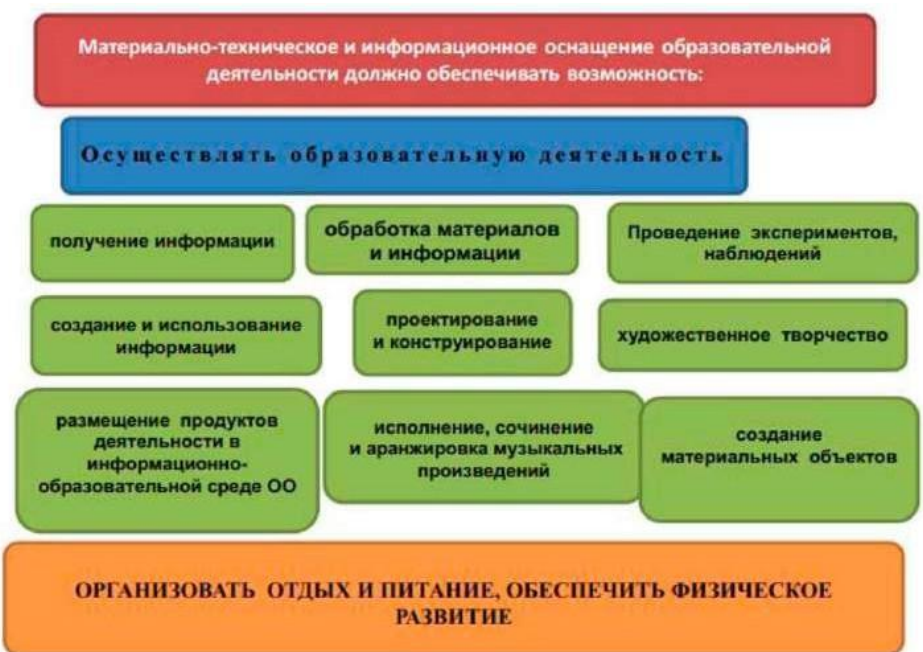 Материально-техническое и информационное оснащение образовательной
деятельности должно обеспечивать возможность:
Осуществлять образовательную деятельность
получение информации
обработка материалов
и информации
Проведение экспериментов,
наблюдений
создание и использование
информации
проектирование
и конструирование
художественное творчество
размещение продуктов
деятельности в
информационно-
образовательной среде ОО
исполнение, сочинение
и аранжировка музыкальных
произведений
создание
материальных объектов
ОРГАНИЗОВАТЬ ОТДЫХ И ПИТАНИЕ, ОБЕСПЕЧИТЬ ФИЗИЧЕСКОЕ
РАЗВИТИЕ